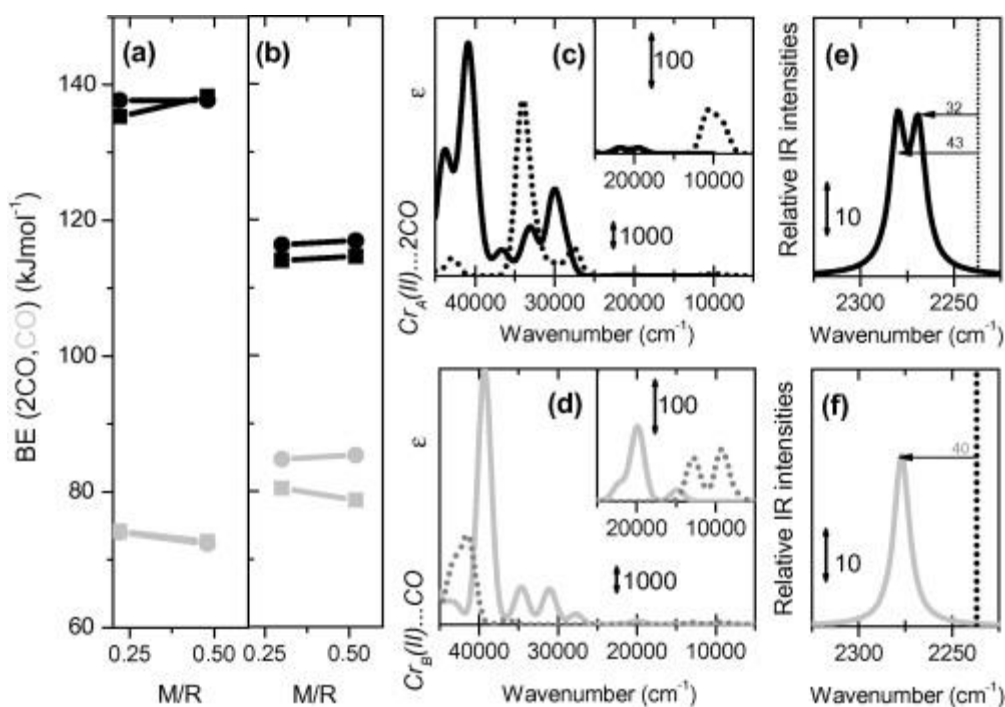 (a)
(b)
BE (2CO,CO) (kJmol⁻¹)
140
120
100
80
60
0.25
0.50
0.25
0.50
M/R
M/R
(c)
ε
100
20000
10000
1000
40000
30000
20000
10000
Wavenumber (cm⁻¹)
Cr_A(II)....2CO
(d)
ε
100
20000
10000
1000
40000
30000
20000
10000
Wavenumber (cm⁻¹)
Cr_B(II)....CO
(e)
Relative IR intensities
32
43
10
2300
2250
Wavenumber (cm⁻¹)
(f)
Relative IR intensities
40
10
2300
2250
Wavenumber (cm⁻¹)